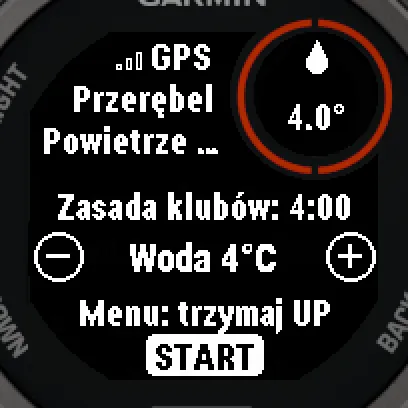 GARMIN
GPS
Przerębel
Powietrze ...
4.0°
Zasada klubów: 4:00
Woda 4°C
Menu: trzymaj UP
START